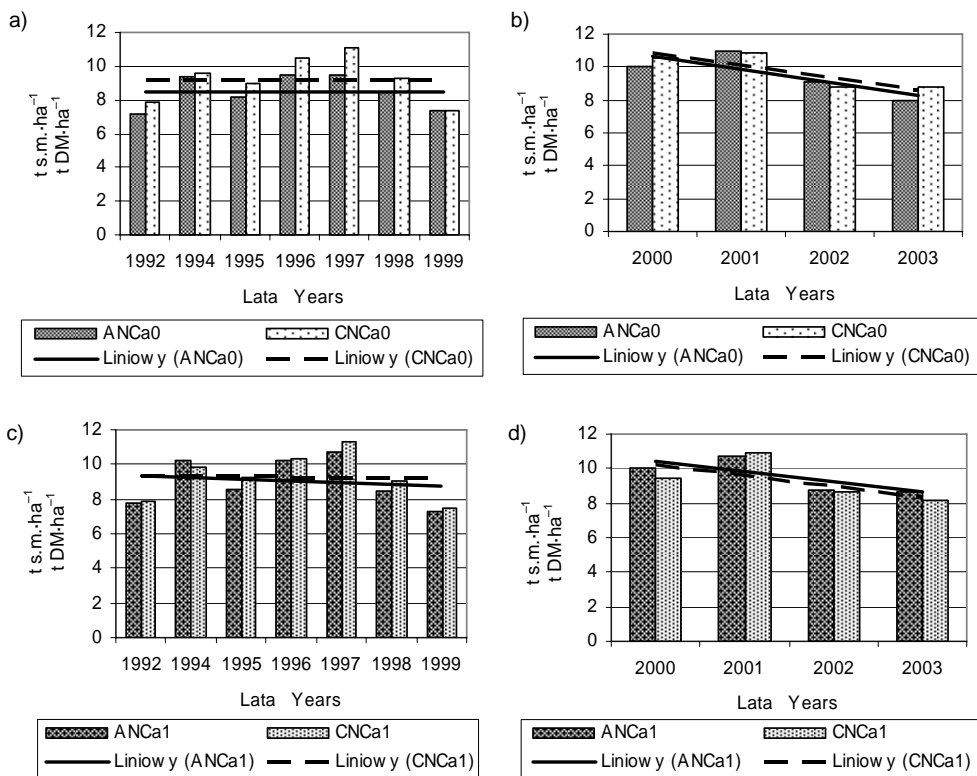 a)
12
10
8
6
4
2
0
t s.m.·ha⁻¹
t DM·ha⁻¹
1992 1994 1995 1996 1997 1998 1999
Lata Years
ANCa0 CNCa0
Liniow y (ANCa0) Liniow y (CNCa0)
b)
12
10
8
6
4
2
0
t s.m.·ha⁻¹
t DM·ha⁻¹
2000 2001 2002 2003
Lata Years
ANCa0 CNCa0
Liniow y (ANCa0) Liniow y (CNCa0)
c)
12
10
8
6
4
2
0
t s.m.·ha⁻¹
t DM·ha⁻¹
1992 1994 1995 1996 1997 1998 1999
Lata Years
ANCa1 CNCa1
Liniow y (ANCa1) Liniow y (CNCa1)
d)
12
10
8
6
4
2
0
t s.m.·ha⁻¹
t DM·ha⁻¹
2000 2001 2002 2003
Lata Years
ANCa1 CNCa1
Liniow y (ANCa1) Liniow y (CNCa1)